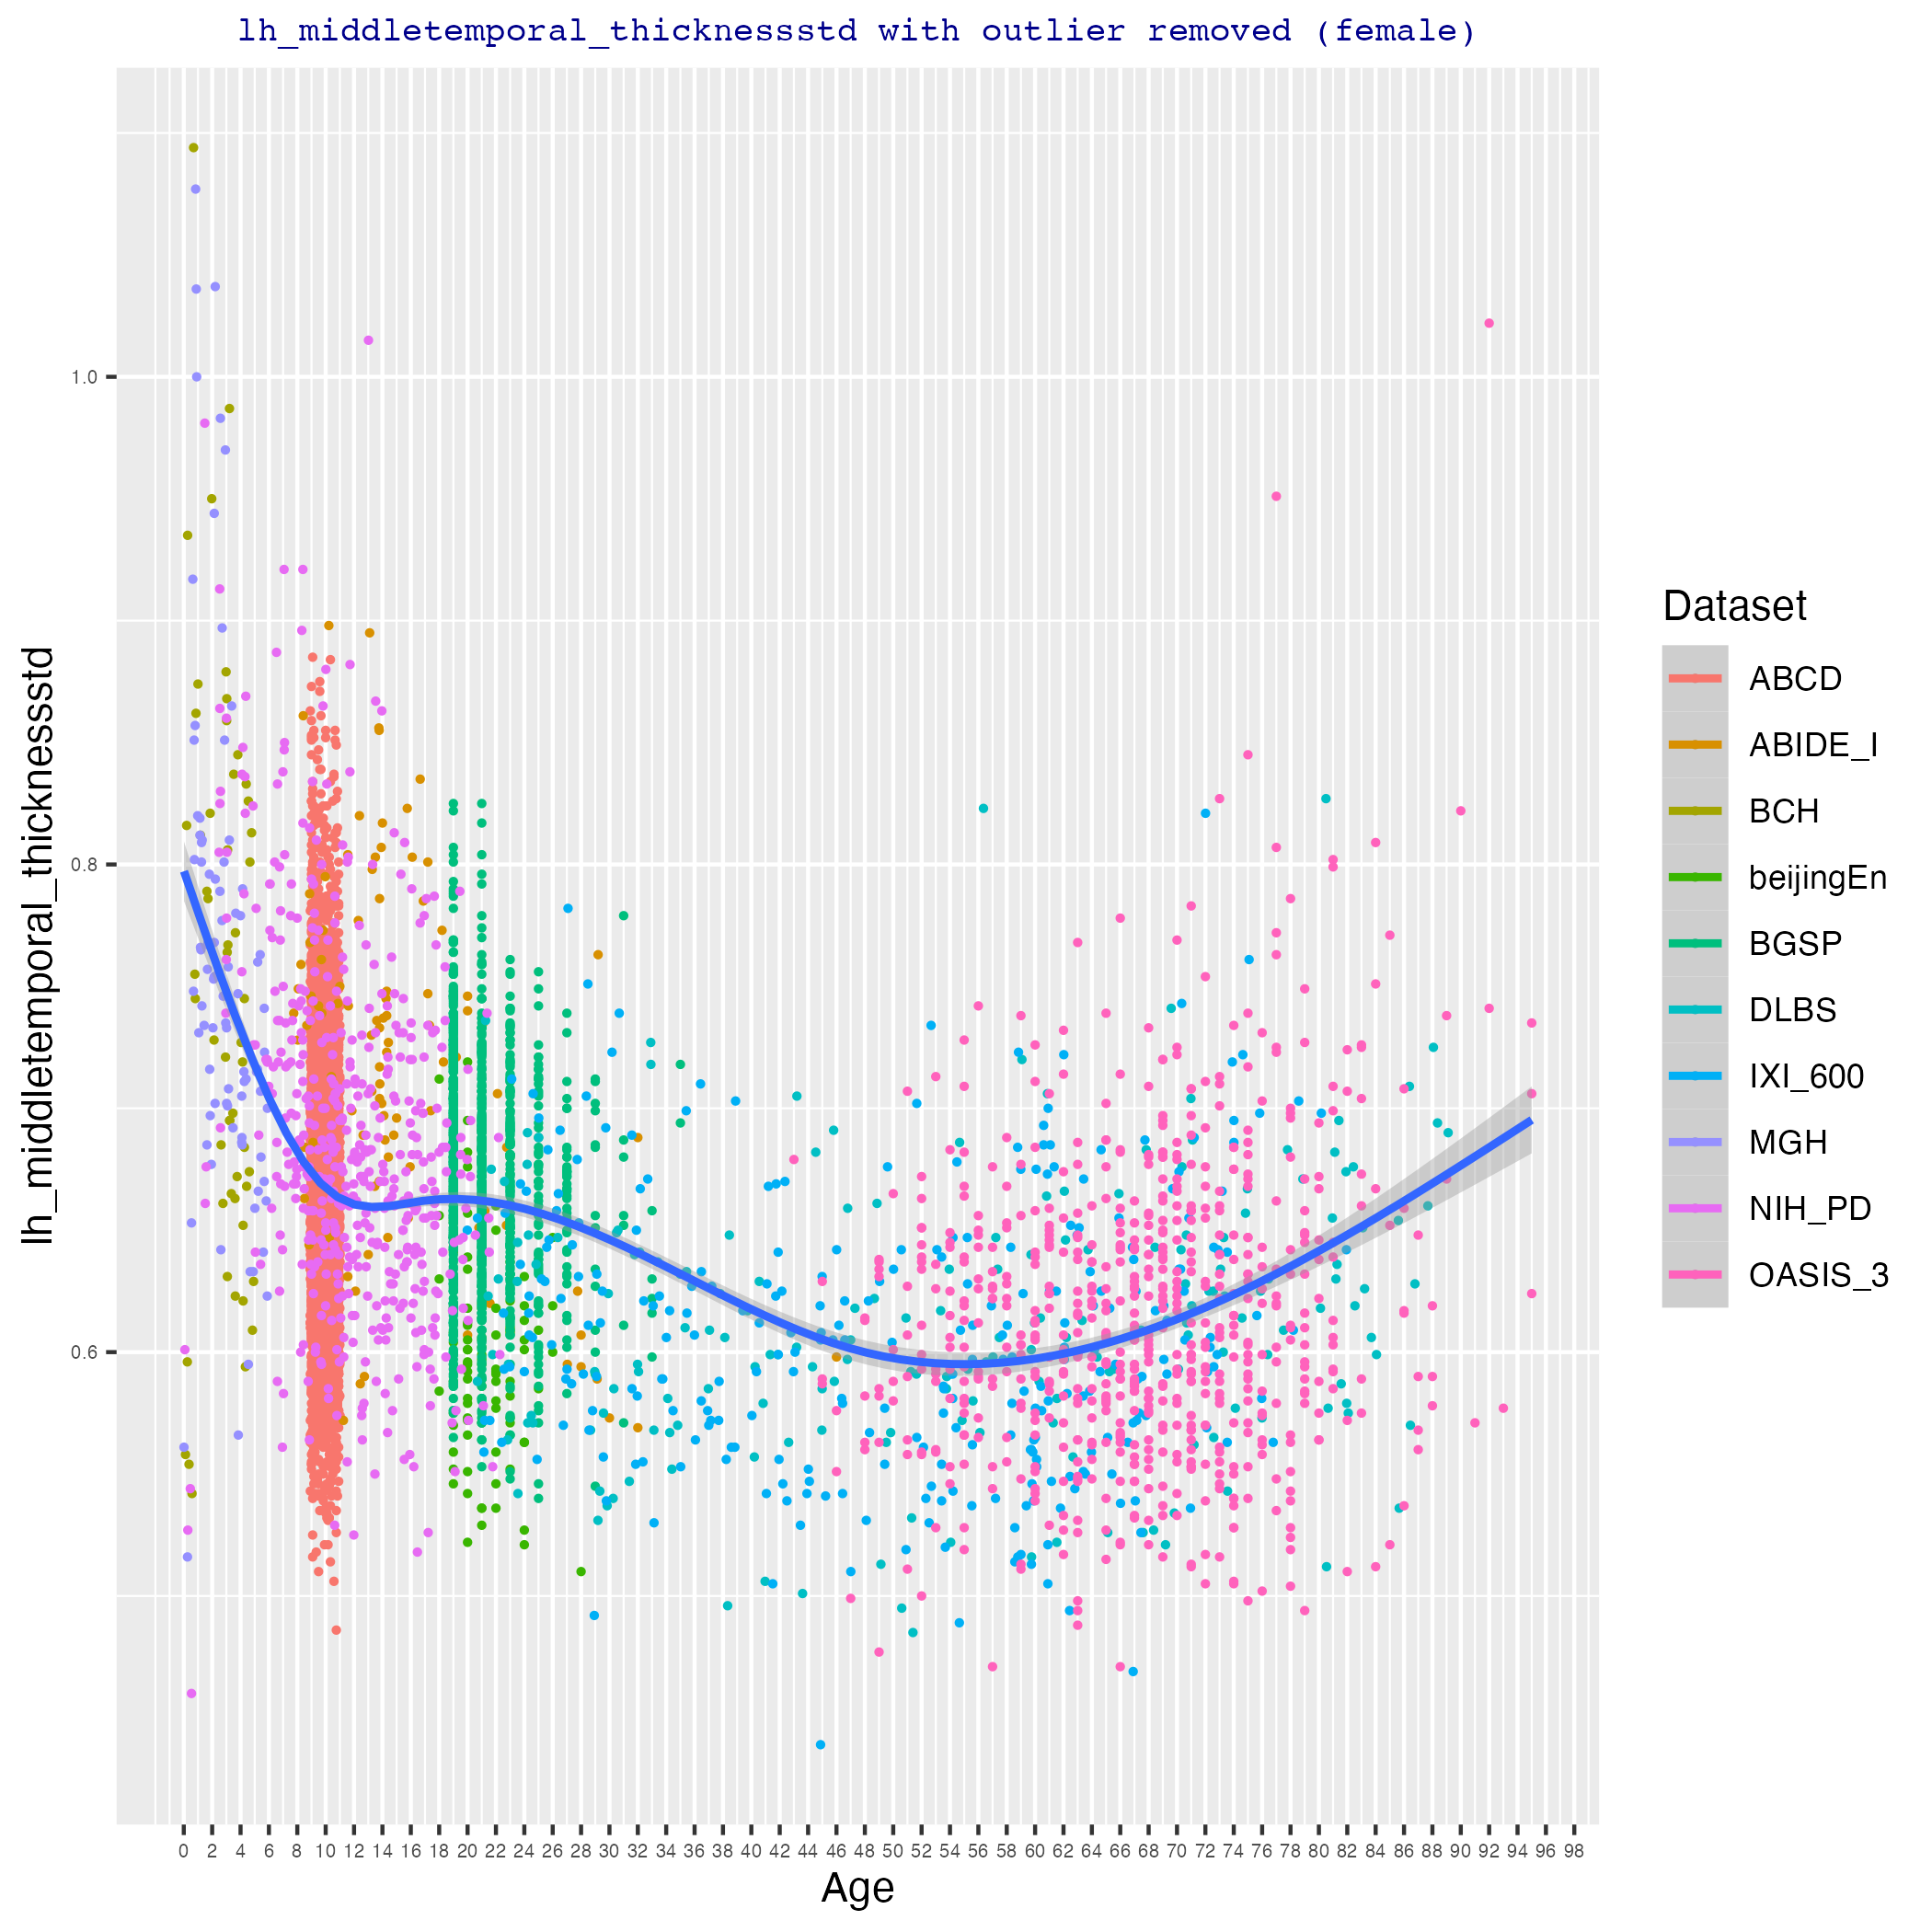 lh_middletemporal_thicknessstd with outlier removed (female)
lh_middletemporal_thicknessstd
1.0
0.8
0.6
0 2 4 6 8 10 12 14 16 18 20 22 24 26 28 30 32 34 36 38 40 42 44 46 48 50 52 54 56 58 60 62 64 66 68 70 72 74 76 78 80 82 84 86 88 90 92 94 96 98
Age
Dataset
ABCD
ABIDE_I
BCH
beijingEn
BGSP
DLBS
IXI_600
MGH
NIH_PD
OASIS_3